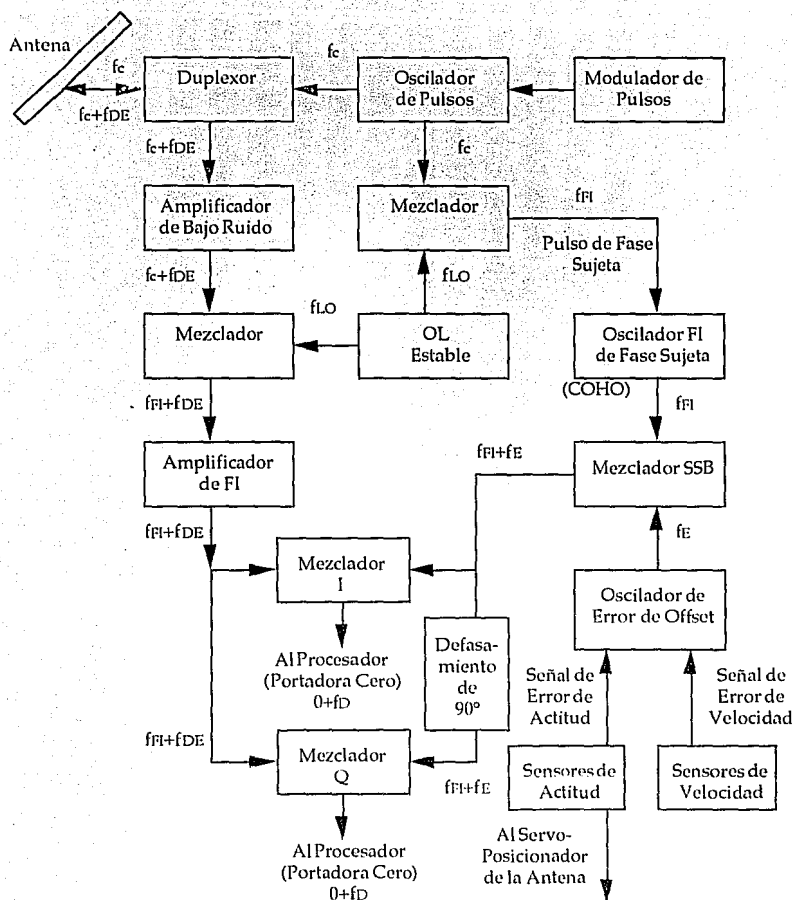 Antena
fc
fc+fDE
Duplexor
fc
Oscilador
de Pulsos
Modulador de
Pulsos
fc+fDE
fc
Amplificador
de Bajo Ruido
Mezclador
fFI
Pulso de Fase
Sujeta
fc+fDE
fLO
fLO
Mezclador
OL
Estable
Oscilador FI
de Fase Sujeta
(COHO)
fFI+fDE
fFI
Amplificador
de FI
fFI+fE
Mezclador SSB
fFI+fDE
fE
Mezclador
I
Oscilador de
Error de Offset
Al Procesador
(Portadora Cero)
0+fD
Defasa-
miento
de
90°
Señal de
Error de
Actitud
Señal de
Error de
Velocidad
fFI+fDE
Mezclador
Q
fFI+fE
Sensores de
Actitud
Sensores de
Velocidad
Al Procesador
(Portadora Cero)
0+fD
Al Servo-
Posicionador
de la Antena